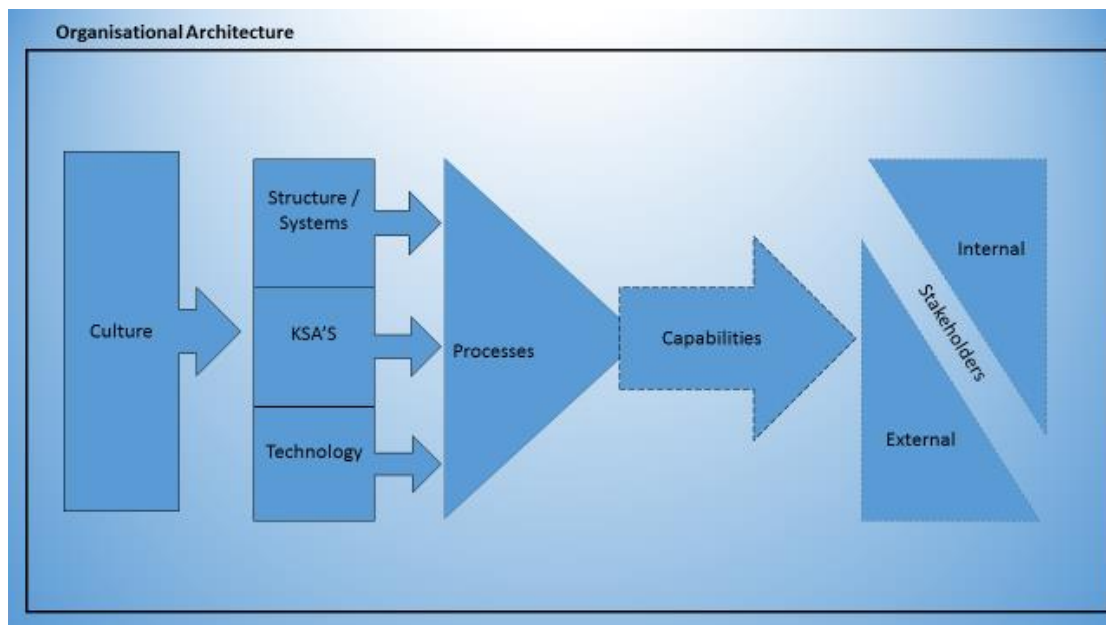 Organisational Architecture
Culture
Structure /
Systems
KSA'S
Technology
Processes
Capabilities
Internal
Stakeholders
External